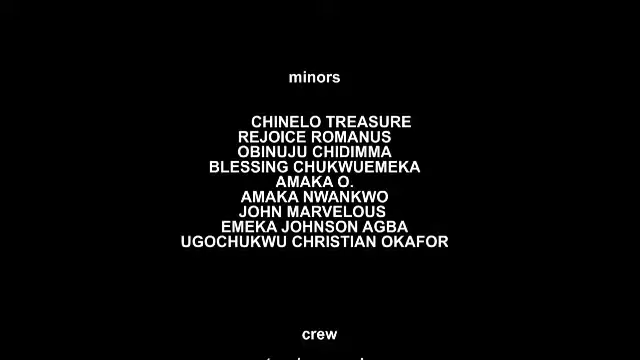 minors
CHINELO TREASURE
REJOICE ROMANUS
OBINUJU CHIDIMMA
BLESSING CHUKWUEMEKA
AMAKA O.
AMAKA NWANKWO
JOHN MARVELOUS
EMEKA JOHNSON AGBA
UGOCHUKWU CHRISTIAN OKAFOR
crew